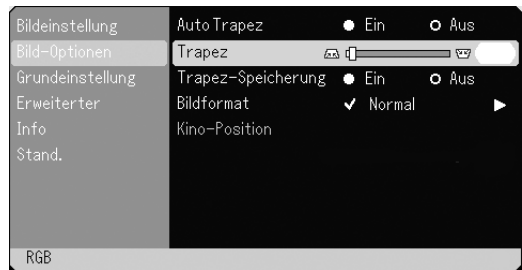 Bildeinstellung
Bild-Optionen
Grundeinstellung
Erweiterter
Info
Stand.
Auto Trapez Ein Aus
Trapez
Trapez-Speicherung Ein Aus
Bildformat Normal
Kino-Position
RGB